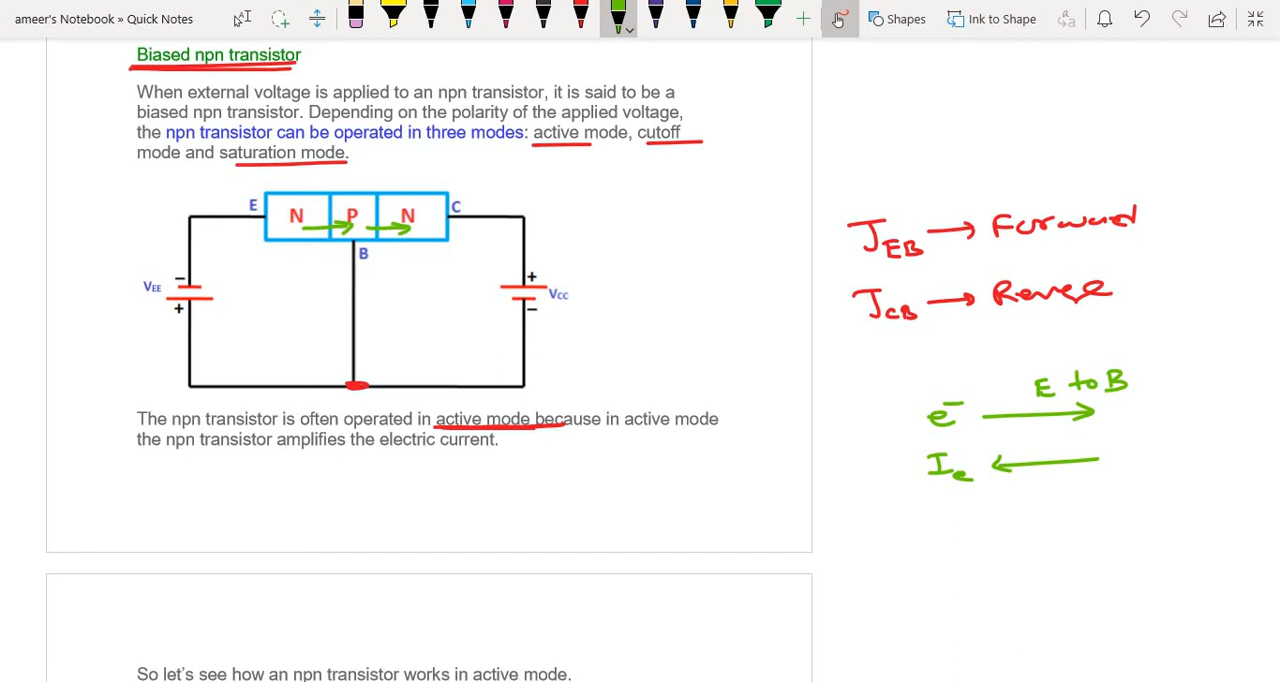 ameer's Notebook » Quick Notes
Shapes
Ink to Shape
Biased npn transistor
When external voltage is applied to an npn transistor, it is said to be a
biased npn transistor. Depending on the polarity of the applied voltage,
the npn transistor can be operated in three modes: active mode, cutoff
mode and saturation mode.
E N P N C
B
VEE − +
+ VCC −
The npn transistor is often operated in active mode because in active mode
the npn transistor amplifies the electric current.
So let's see how an npn transistor works in active mode.
JEB → Forward
JCB →
E to B
e⁻ →
Ie ←